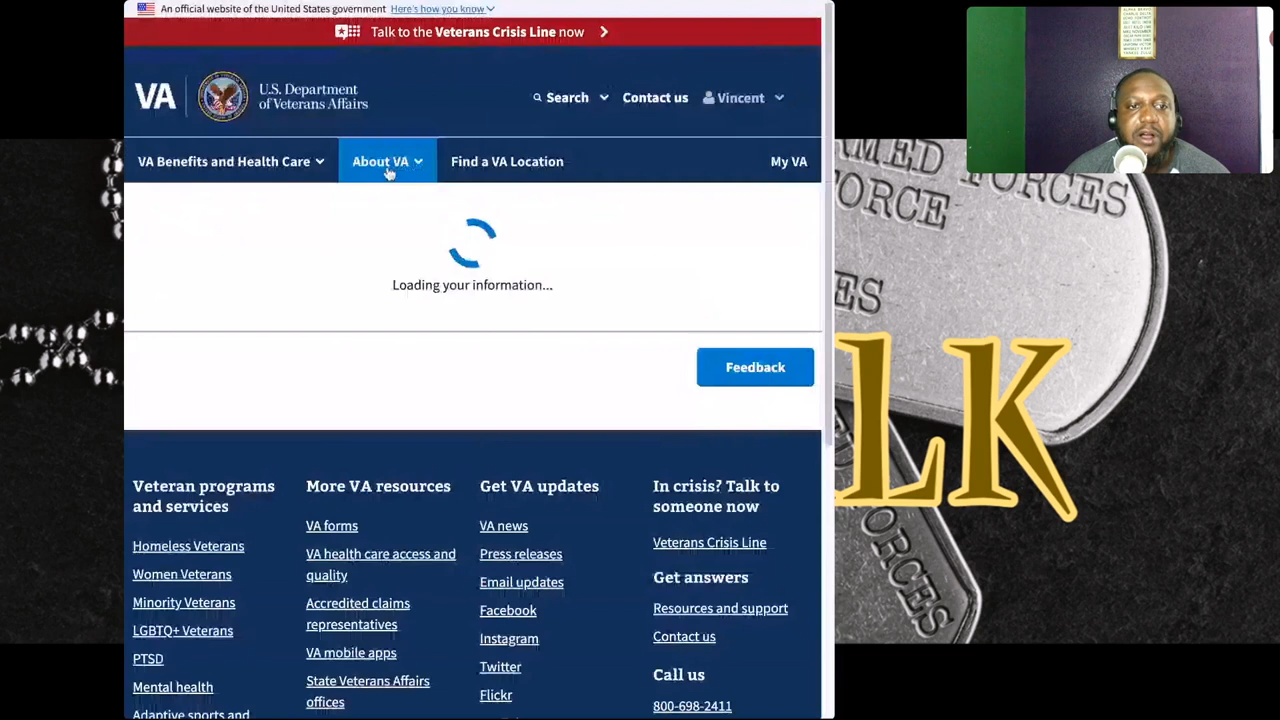 An official website of the United States government Here's how you know
Talk to the Veterans Crisis Line now
VA
U.S. Department
of Veterans Affairs
Search
Contact us
Vincent
VA Benefits and Health Care
About VA
Find a VA Location
My VA
Loading your information...
Feedback
Veteran programs
and services
Homeless Veterans
Women Veterans
Minority Veterans
LGBTQ+ Veterans
PTSD
Mental health
Adaptive sports and
More VA resources
VA forms
VA health care access and
quality
Accredited claims
representatives
VA mobile apps
State Veterans Affairs
offices
Get VA updates
VA news
Press releases
Email updates
Facebook
Instagram
Twitter
Flickr
In crisis? Talk to
someone now
Veterans Crisis Line
Get answers
Resources and support
Contact us
Call us
800-698-2411
ARMED FORCES
FORCE
CES
LK
FORCES